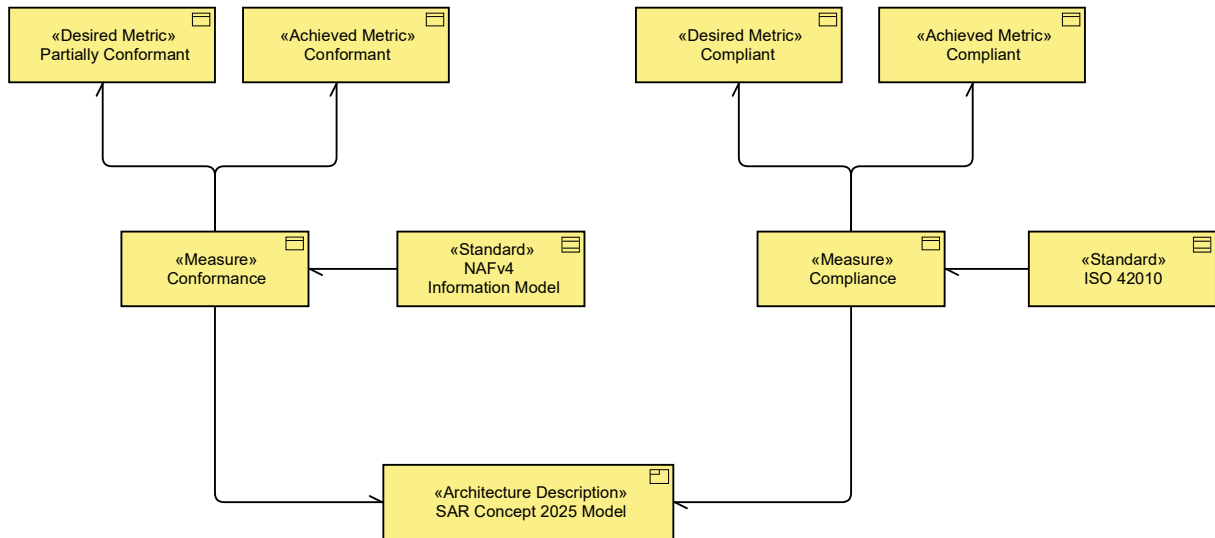 «Desired Metric»
Partially Conformant
«Achieved Metric»
Conformant
«Desired Metric»
Compliant
«Achieved Metric»
Compliant
«Measure»
Conformance
«Standard»
NAFv4
Information Model
«Measure»
Compliance
«Standard»
ISO 42010
«Architecture Description»
SAR Concept 2025 Model